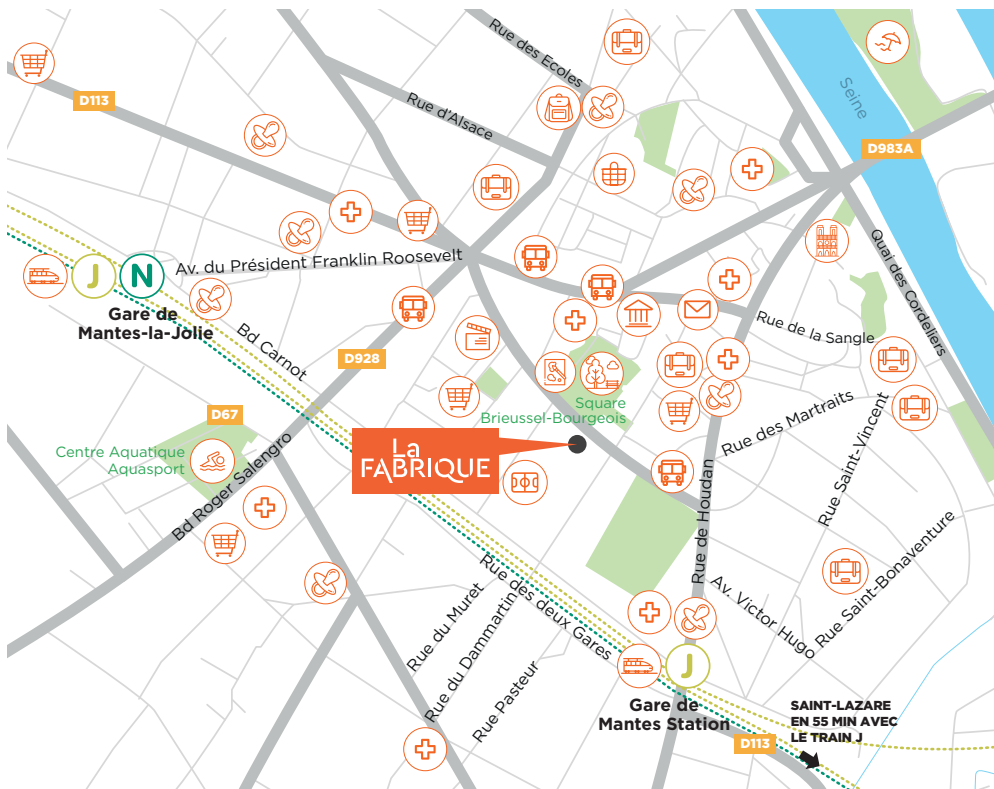 Rue des Ecoles
D113
Rue d'Alsace
Seine
D983A
Av. du Président Franklin Roosevelt
J
N
Gare de
Mantes-la-Jolie
Quai des Cordeliers
Bd Carnot
Rue de la Sangle
D928
D67
Square
Brieussel-Bourgeois
Rue des Martraits
Rue Saint-Vincent
Centre Aquatique
Aquasport
La
FABRIQUE
Bd Roger Salengro
Rue de Houdan
Rue Saint-Bonaventure
Rue des deux Gares
Av. Victor Hugo
Rue du Muret
Rue du Dammartin
Rue Pasteur
J
Gare de
Mantes Station
SAINT-LAZARE
EN 55 MIN AVEC
LE TRAIN J
D113